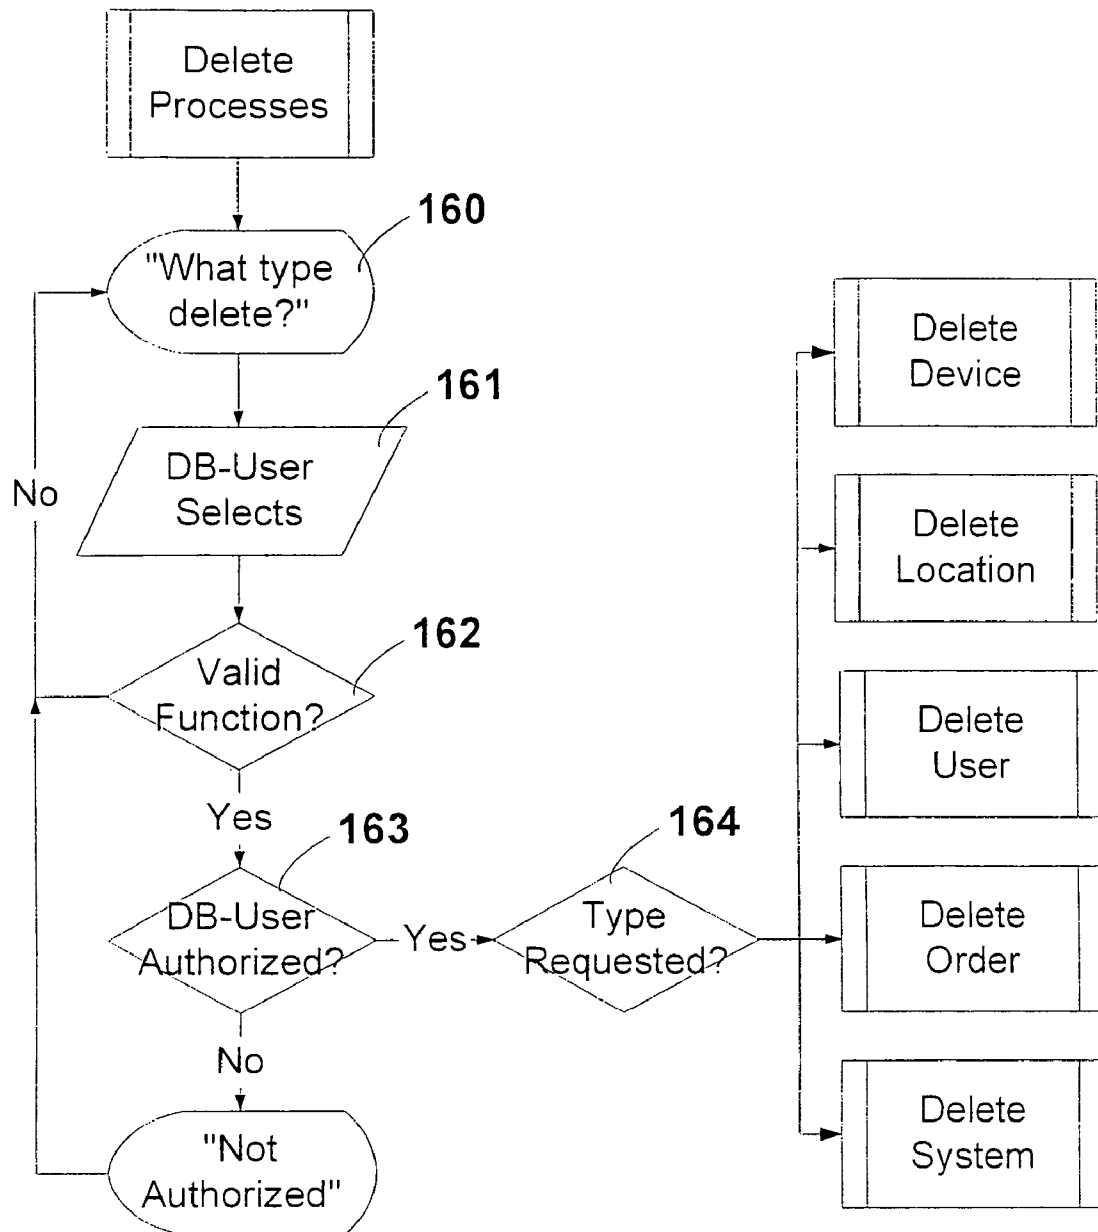 Delete
Processes
160
"What type
delete?"
161
DB-User
Selects
No
162
Valid
Function?
Yes
163
DB-User
Authorized?
Yes
164
Type
Requested?
No
"Not
Authorized"
Delete
Device
Delete
Location
Delete
User
Delete
Order
Delete
System